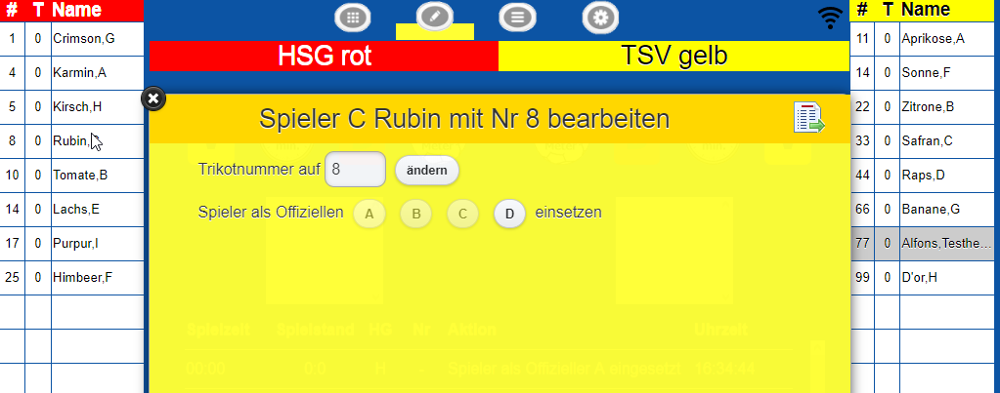 # T Name
1 0 Crimson,G
4 0 Karmin,A
5 0 Kirsch,H
8 0 Rubin,
10 0 Tomate,B
14 0 Lachs,E
17 0 Purpur,I
25 0 Himbeer,F
HSG rot TSV gelb
Spieler C Rubin mit Nr 8 bearbeiten
Trikotnummer auf 8 ändern
Spieler als Offiziellen A B C D einsetzen
Spielzeit Spielstand HG Nr Aktion Uhrzeit
00:00 0:0 H - Spieler als Offizieller A eingesetzt 16:34:44
# T Name
11 0 Aprikose,A
14 0 Sonne,F
22 0 Zitrone,B
33 0 Safran,C
44 0 Raps,D
66 0 Banane,G
77 0 Alfons,Testhe...
99 0 D'or,H